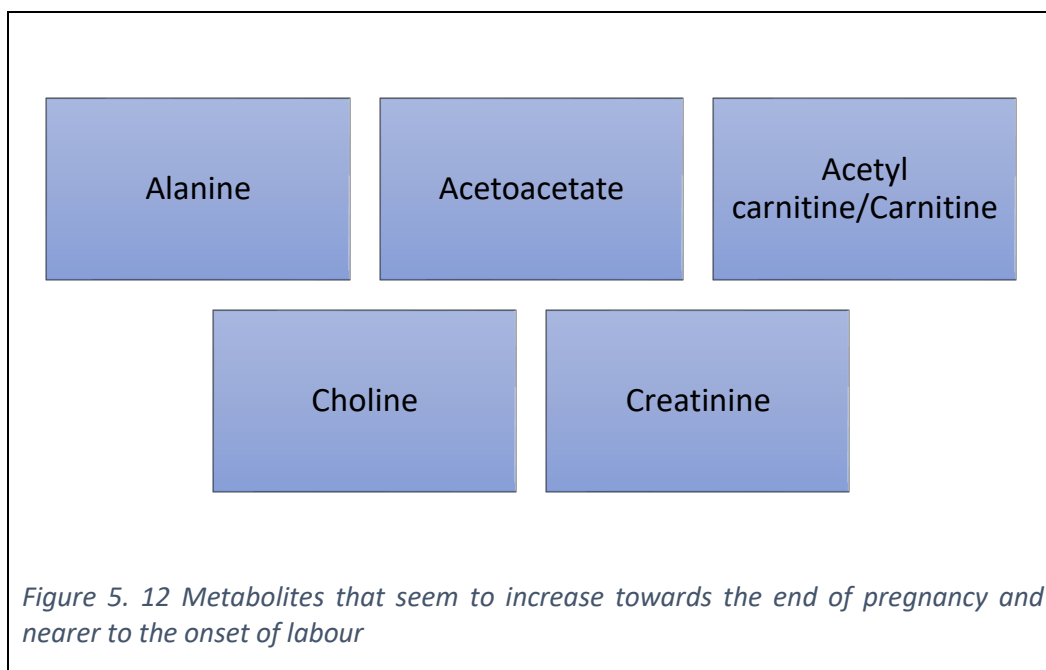 Alanine
Acetoacetate
Acetyl
carnitine/Carnitine
Choline
Creatinine
Figure 5. 12 Metabolites that seem to increase towards the end of pregnancy and
nearer to the onset of labour